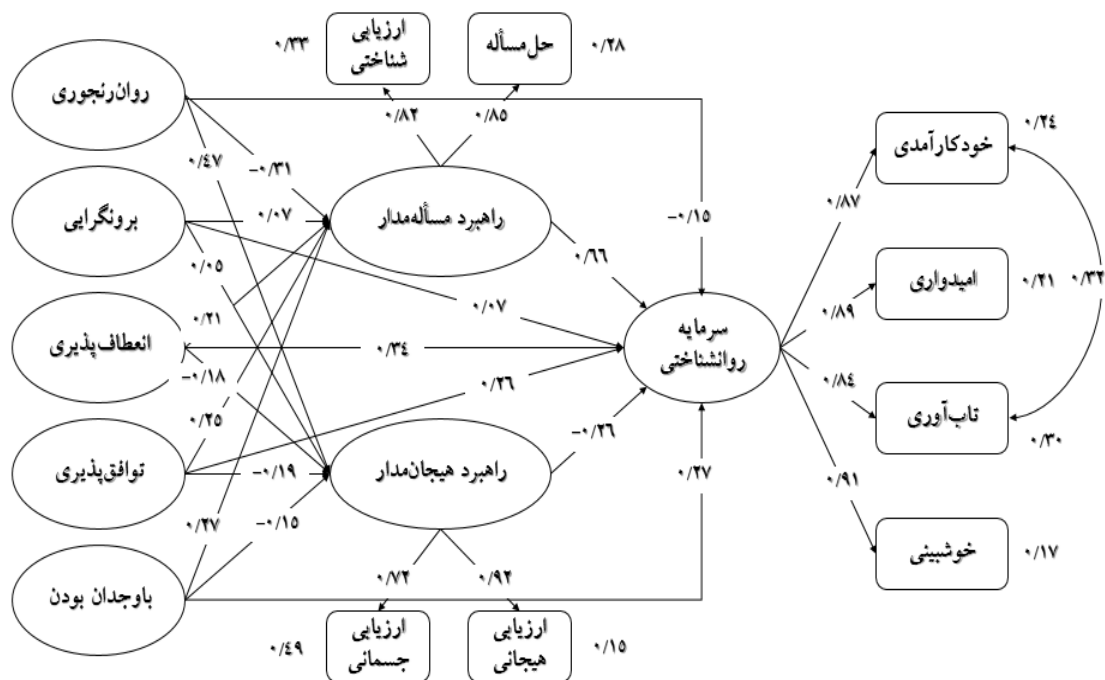 ۰/۳۳
ارزیابی
شناختی
حل‌مسأله
۰/۲۸
روان‌رنجوری
۰/۸۲
۰/۸۵
۰/۲۴
خودکارآمدی
۰/۴۷
-۰/۳۱
برونگرایی
۰/۰۷
راهبرد مسأله‌مدار
-۰/۱۵
۰/۸۷
۰/۰۵
۰/۶۶
امیدواری
۰/۲۱
۰/۳۲
۰/۲۱
۰/۰۷
۰/۸۹
انعطاف‌پذیری
۰/۳۴
سرمایه
روانشناختی
-۰/۱۸
۰/۲۶
۰/۸۴
تاب‌آوری
۰/۲۵
-۰/۲۶
۰/۳۰
توافق‌پذیری
-۰/۱۹
راهبرد هیجان‌مدار
۰/۲۷
۰/۹۱
۰/۲۷
-۰/۱۵
خوشبینی
۰/۱۷
باوجدان بودن
۰/۷۲
۰/۹۲
۰/۴۹
ارزیابی
جسمانی
ارزیابی
هیجانی
۰/۱۵